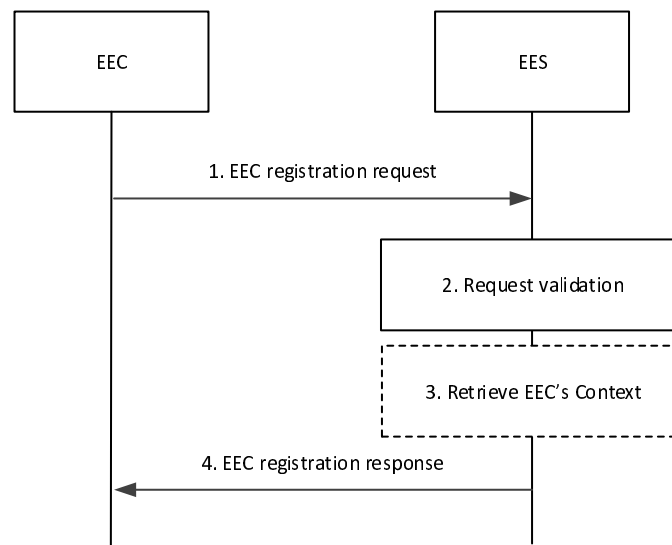 EEC
EES
1. EEC registration request
2. Request validation
3. Retrieve EEC’s Context
4. EEC registration response